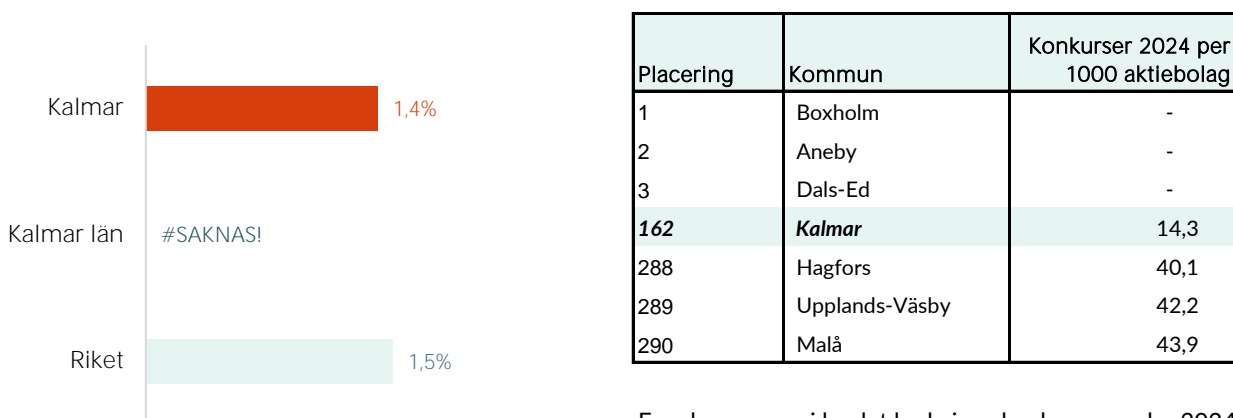 Kalmar
1,4%
Kalmar län
#SAKNAS!
Riket
1,5%
Placering Kommun Konkurser 2024 per
1000 aktiebolag
1 Boxholm -
2 Aneby -
3 Dals-Ed -
162 Kalmar 14,3
288 Hagfors 40,1
289 Upplands-Väsby 42,2
290 Malå 43,9